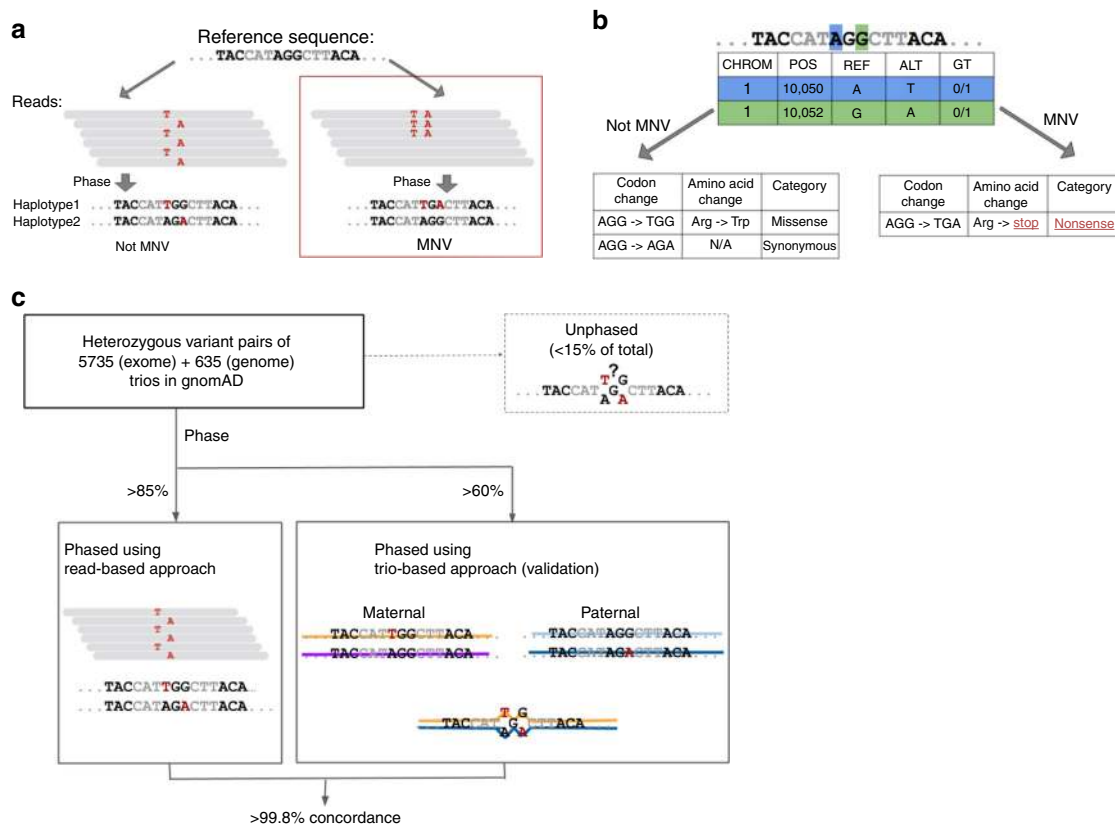 a
Reference sequence:
...TACCATAGGCTTACA...
Reads:
T
A
T
A
T
A
T A
T A
T A
Phase
Phase
Haplotype1
...TACCATTGGCTTACA...
...TACCATTGACTTACA...
Haplotype2
...TACCATAGACTTACA...
...TACCATAGGCTTACA...
Not MNV
MNV
b
...TACCATAGGCTTACA...
CHROM POS REF ALT GT
1 10,050 A T 0/1
1 10,052 G A 0/1
Not MNV
MNV
Codon change Amino acid change Category
AGG -> TGG Arg -> Trp Missense
AGG -> AGA N/A Synonymous
Codon change Amino acid change Category
AGG -> TGA Arg -> stop Nonsense
c
Heterozygous variant pairs of
5735 (exome) + 635 (genome)
trios in gnomAD
Unphased
(<15% of total)
?
T G
...TACCAT G CTTACA...
A A
Phase
>85%
>60%
Phased using
read-based approach
T
A
T
A
T
A
...TACCATTGGCTTACA...
...TACCATAGACTTACA...
Phased using
trio-based approach (validation)
Maternal
Paternal
...TACCATTGGCTTACA...
...TACCATAGGCTTACA...
...TACCATAGGCTTACA...
...TACCATAGACTTACA...
T G
TACCAT G CTTACA
A A
>99.8% concordance